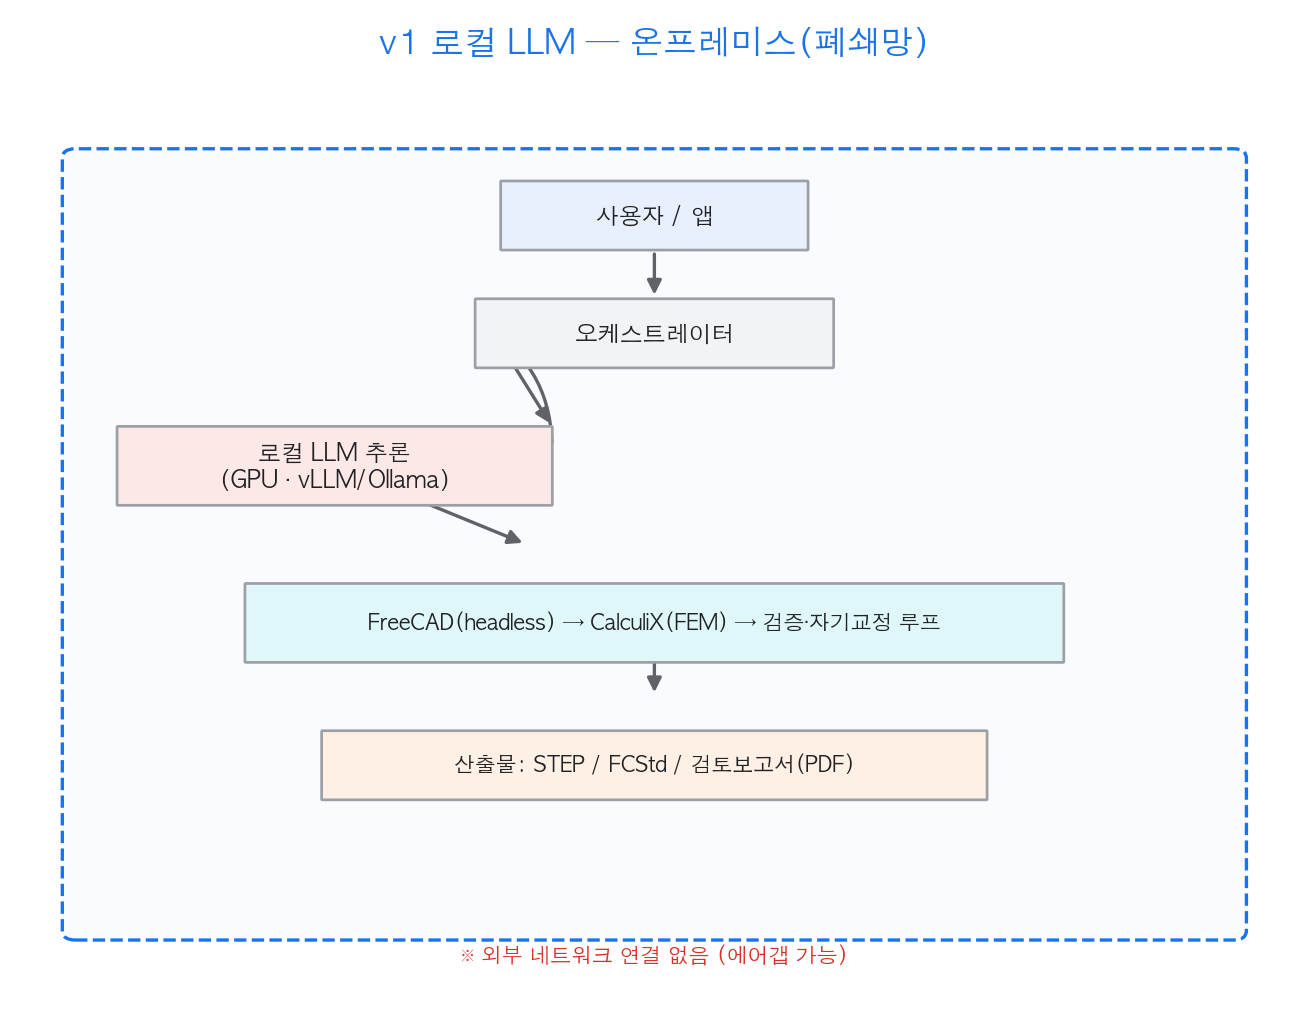 v1 로컬 LLM — 온프레미스(폐쇄망)
사용자 / 앱
오케스트레이터
로컬 LLM 추론
(GPU · vLLM/Ollama)
FreeCAD(headless) → CalculiX(FEM) → 검증·자기교정 루프
산출물: STEP / FCStd / 검토보고서(PDF)
※ 외부 네트워크 연결 없음 (에어갭 가능)